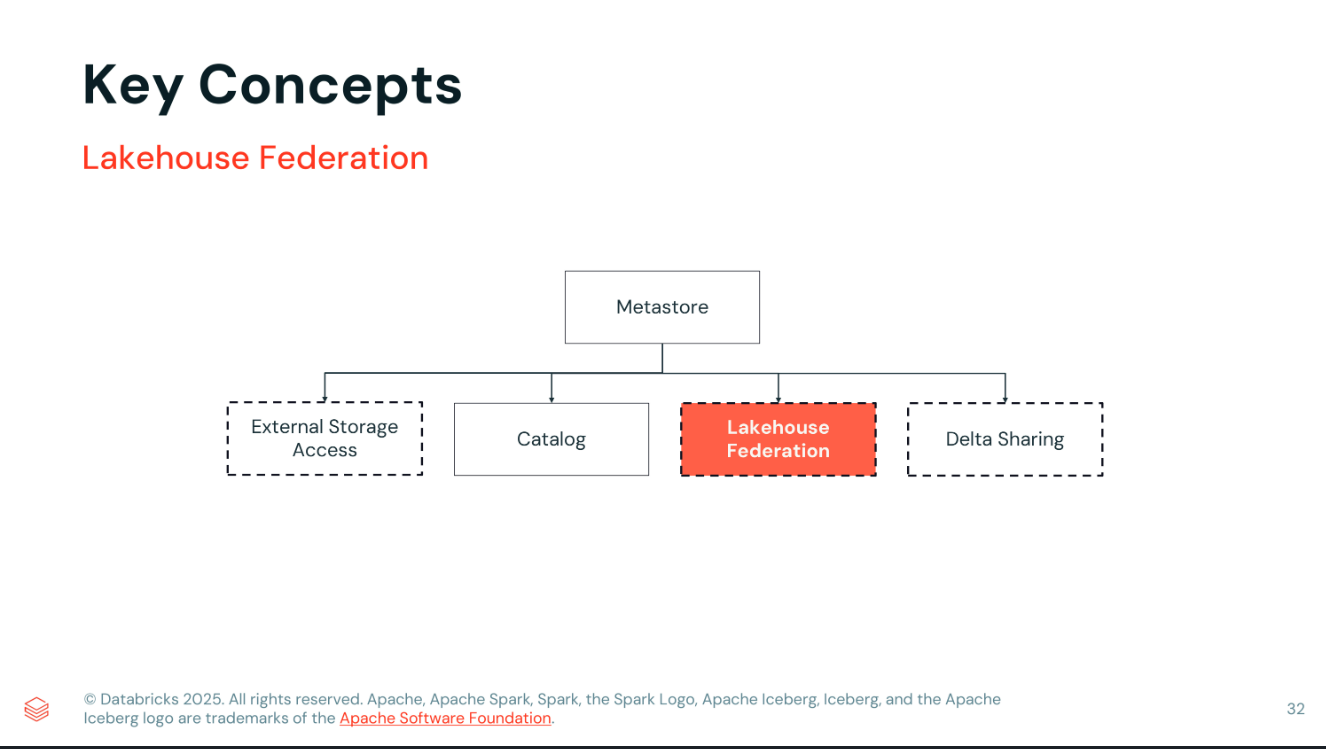 Key Concepts
Lakehouse Federation
Metastore
External Storage
Access
Catalog
Lakehouse
Federation
Delta Sharing
© Databricks 2025. All rights reserved. Apache, Apache Spark, Spark, the Spark Logo, Apache Iceberg, Iceberg, and the Apache
Iceberg logo are trademarks of the Apache Software Foundation.
32